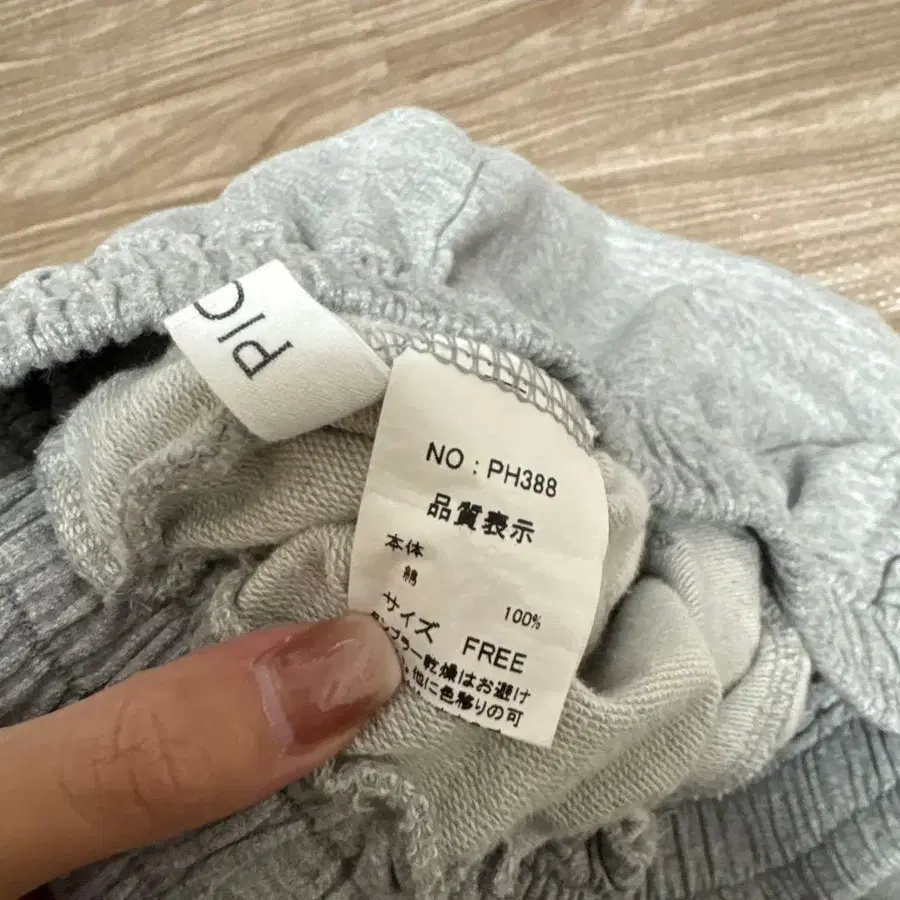 PIC
NO : PH388
品質表示
本体
綿 100%
サイズ FREE
タンブラー乾燥はお避け
他に色移りの可